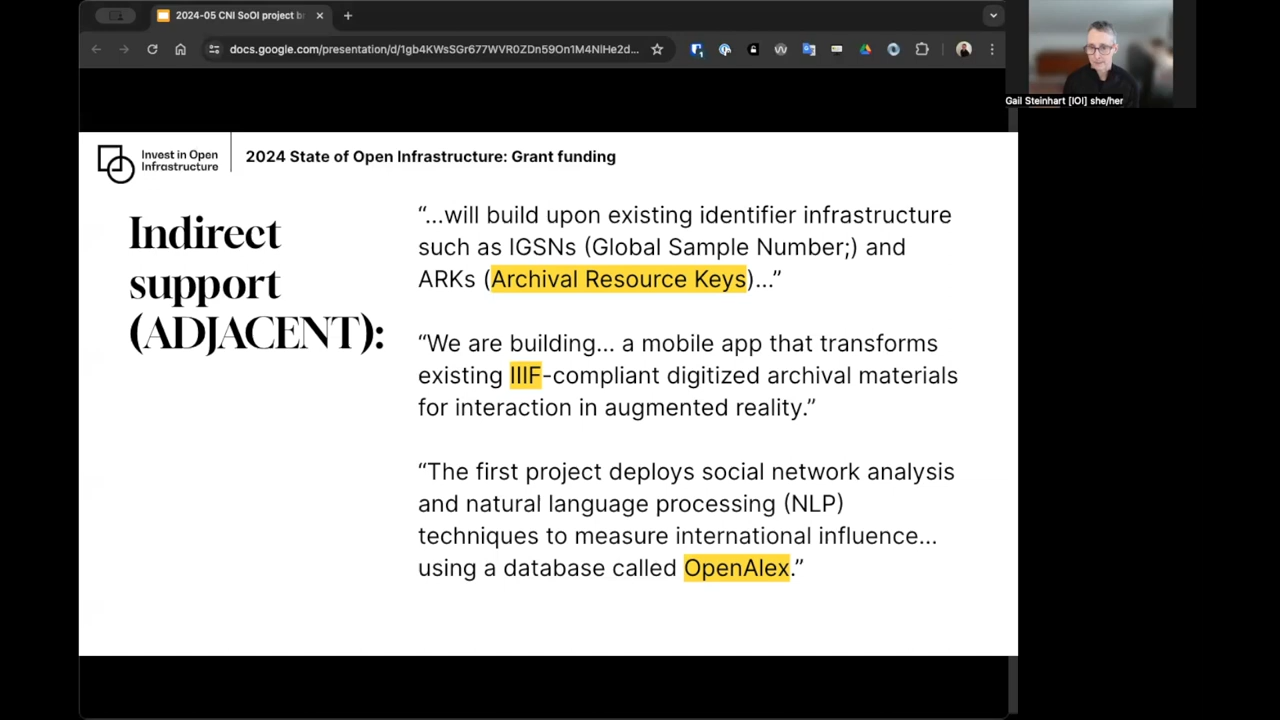 2024-05 CNI SoOI project br
docs.google.com/presentation/d/1gb4KWsSGr677WVR0ZDn59On1M4NIHe2d...
Gail Steinhart [IOI] she/her
Invest in Open
Infrastructure
2024 State of Open Infrastructure: Grant funding
Indirect
support
(ADJACENT):
“...will build upon existing identifier infrastructure
such as IGSNs (Global Sample Number;) and
ARKs (Archival Resource Keys)...”
“We are building... a mobile app that transforms
existing IIIF-compliant digitized archival materials
for interaction in augmented reality.”
“The first project deploys social network analysis
and natural language processing (NLP)
techniques to measure international influence...
using a database called OpenAlex.”